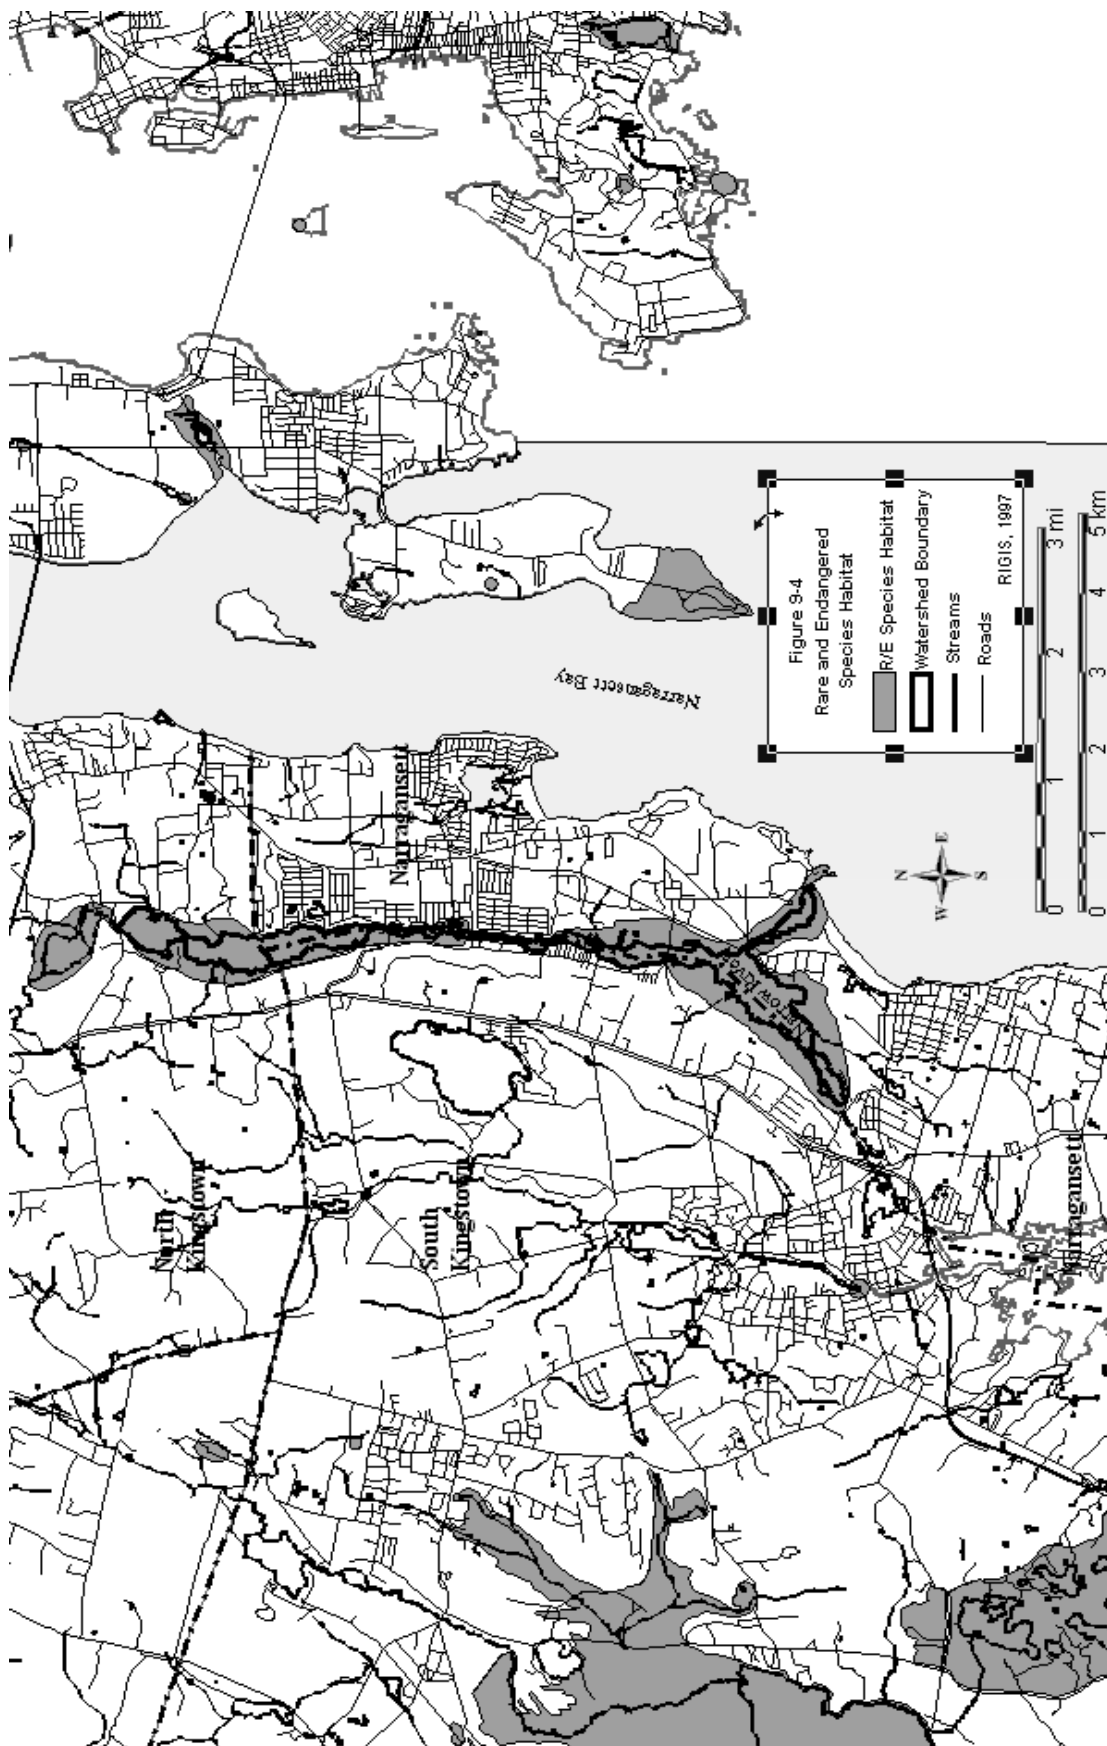 Figure 9-4
Rare and Endangered
Species Habitat
R/E Species Habitat
Watershed Boundary
Streams
Roads
RIGIS, 1997
0 1 2 3 mi
0 1 2 3 4 5 km
N
W E
S
Narragansett Bay
Narragansett
Narrow River
North
Kingstown
South
Kingstown
Narragansett